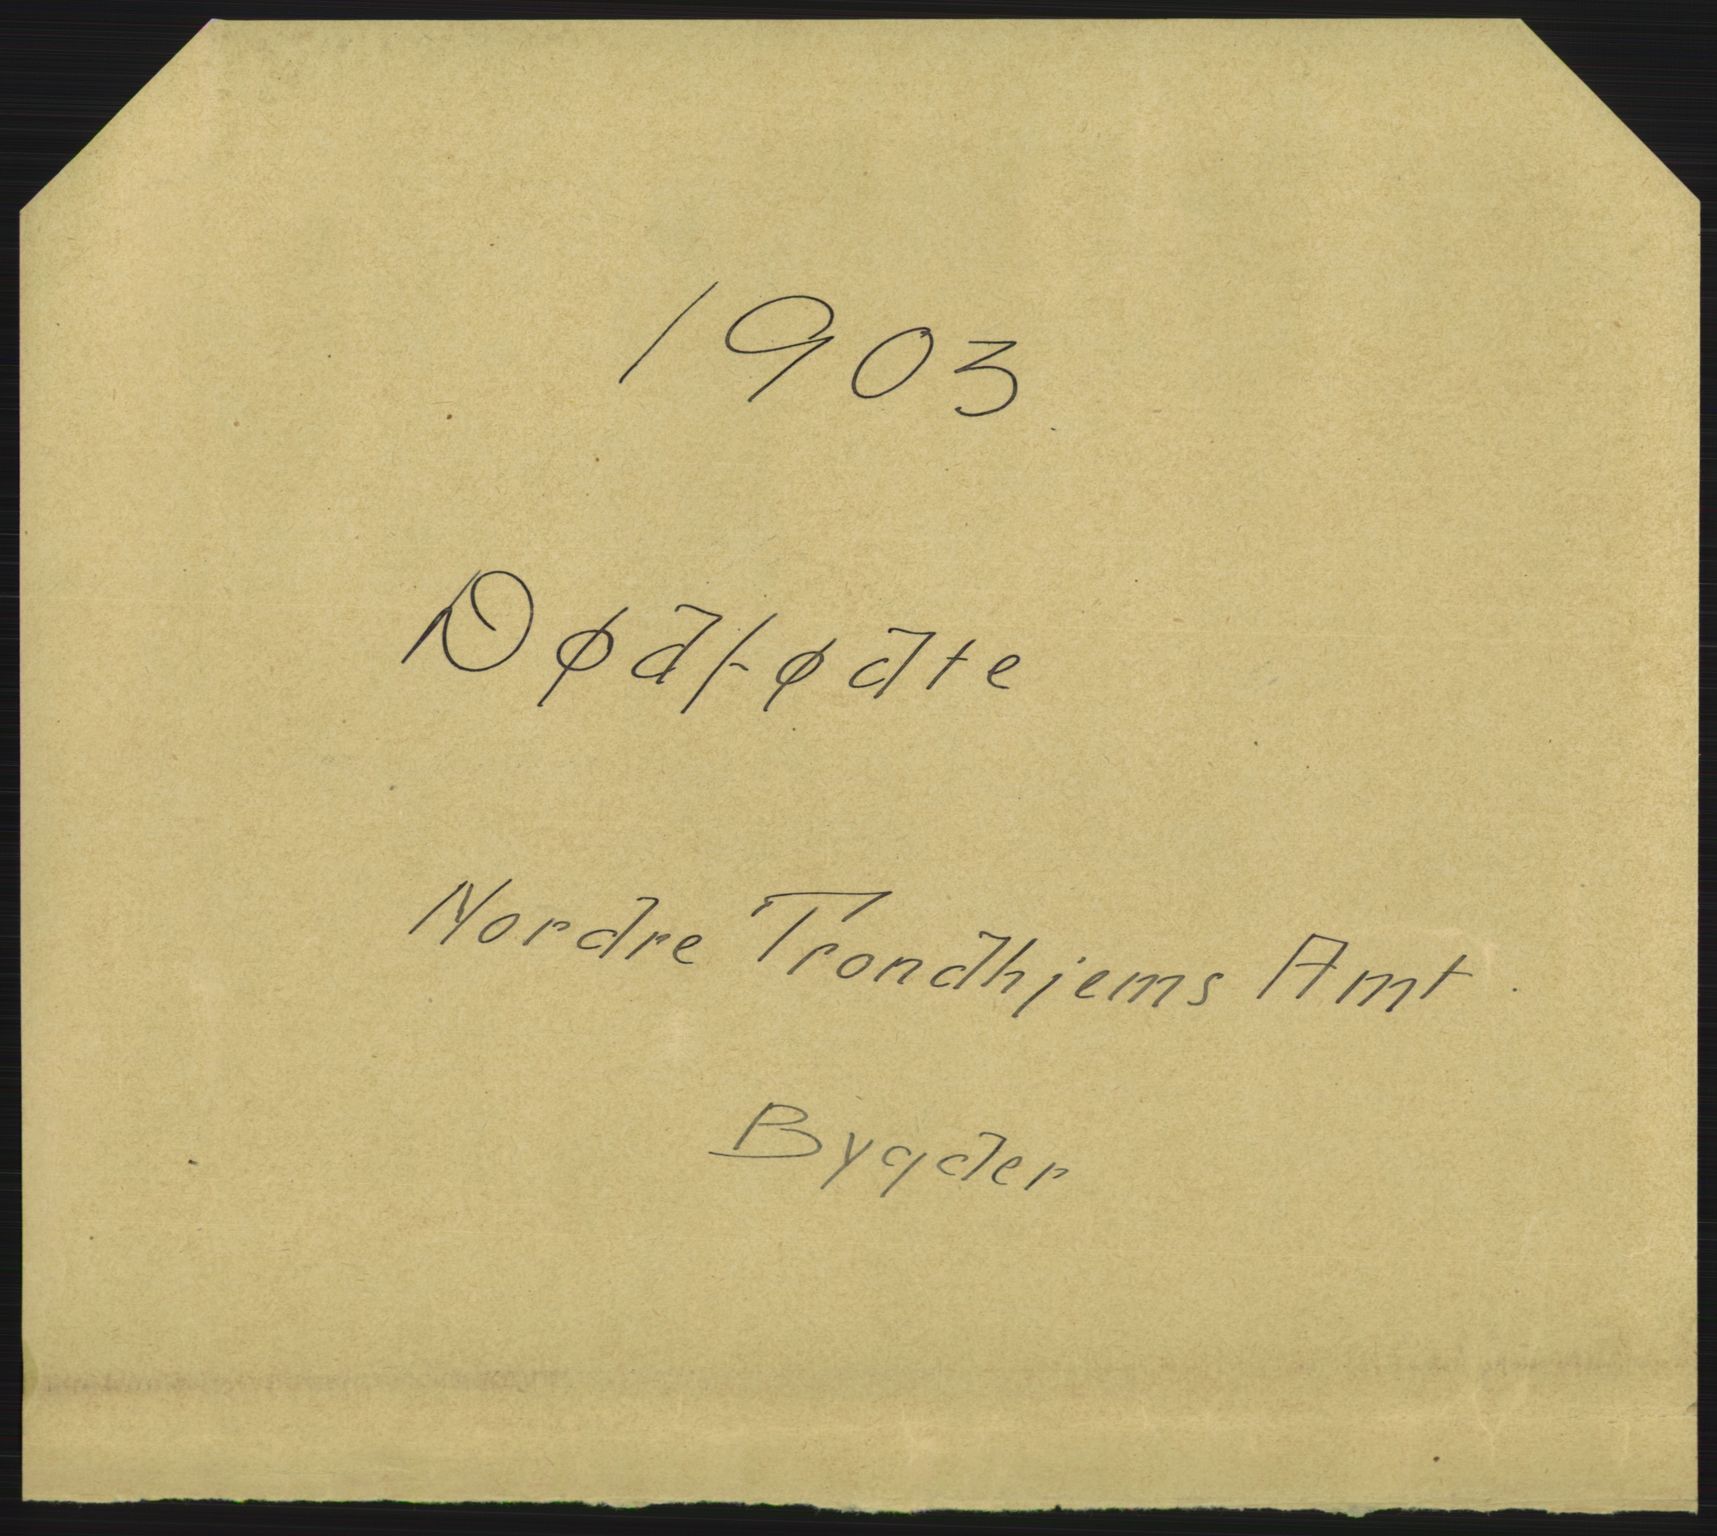 1903
Dødfødte
Nordre Trondhjems Amt.
Bygder